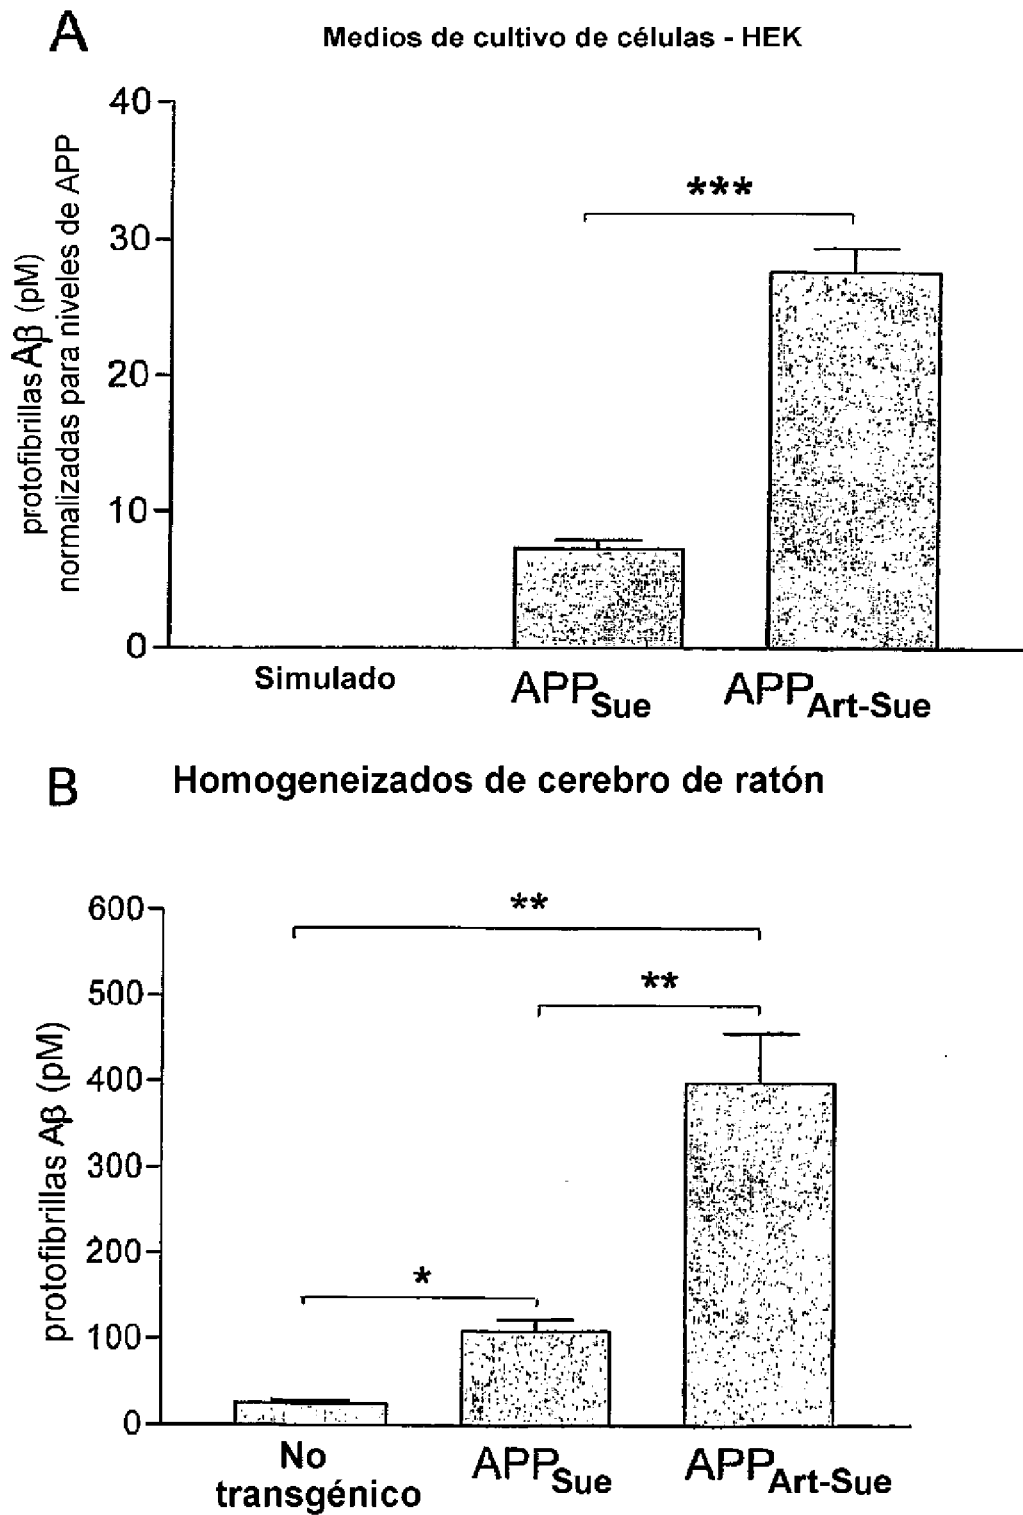 A
Medios de cultivo de células - HEK
protofibrillas Aβ (pM)
normalizadas para niveles de APP
40
30
20
10
0
***
Simulado
APPSue
APPArt-Sue
B
Homogeneizados de cerebro de ratón
protofibrillas Aβ (pM)
600
500
400
300
200
100
0
**
**
*
No
transgénico
APPSue
APPArt-Sue